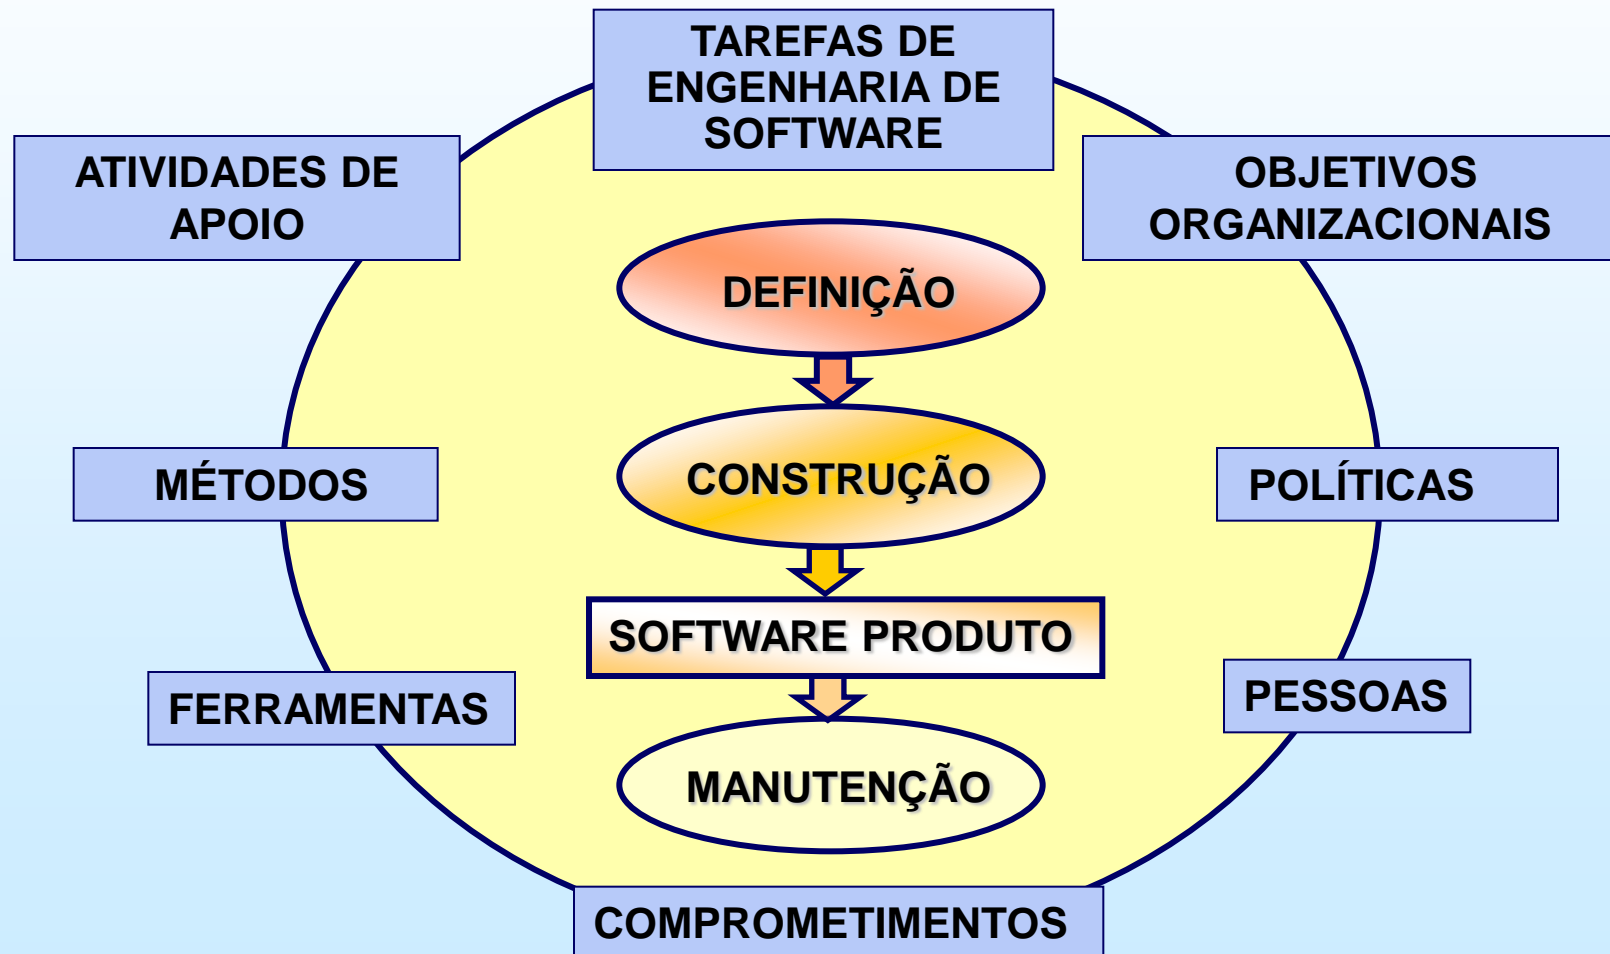 TAREFAS DE
ENGENHARIA DE
SOFTWARE
ATIVIDADES DE
APOIO
OBJETIVOS
ORGANIZACIONAIS
DEFINIÇÃO
CONSTRUÇÃO
MÉTODOS
POLÍTICAS
SOFTWARE PRODUTO
FERRAMENTAS
PESSOAS
MANUTENÇÃO
COMPROMETIMENTOS